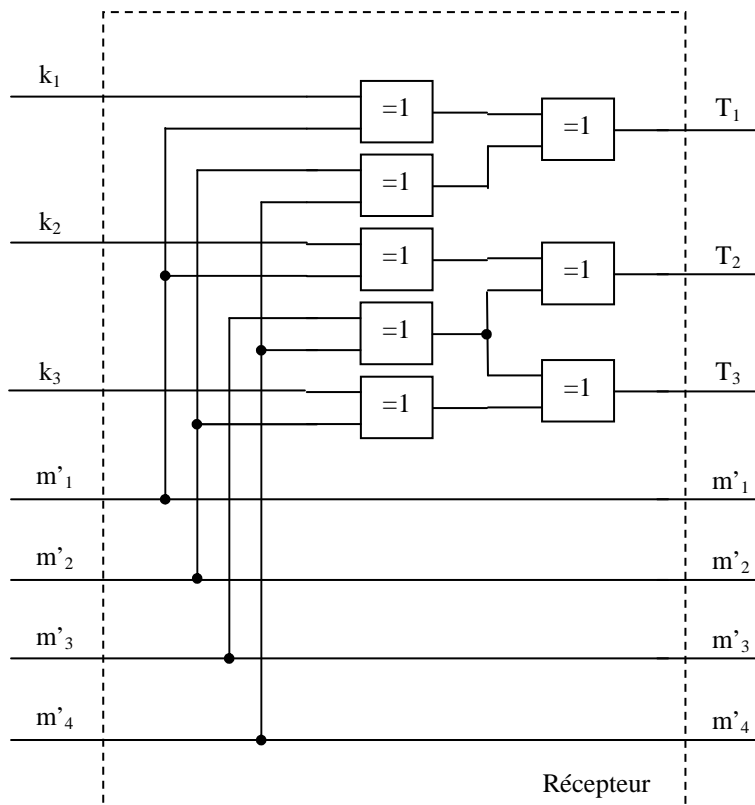 k₁
=1
=1
T₁
=1
k₂
=1
=1
T₂
=1
k₃
=1
=1
T₃
m’₁
m’₁
m’₂
m’₂
m’₃
m’₃
m’₄
m’₄
Récepteur